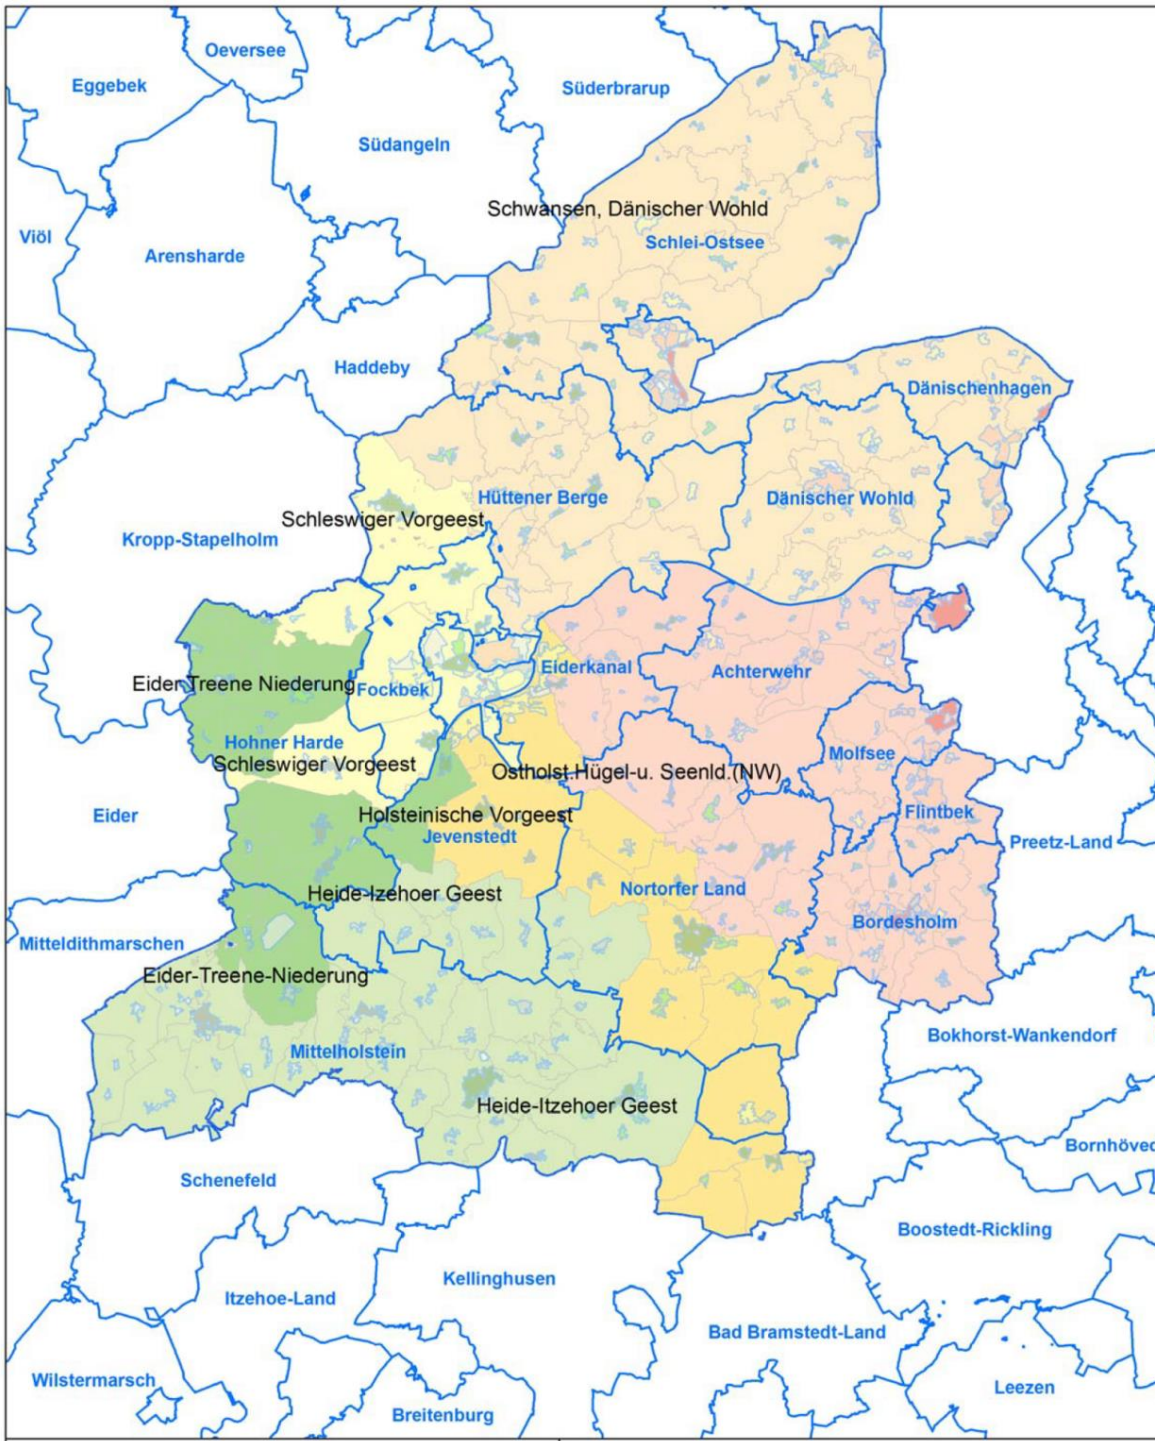 Oeversee
Eggebek
Süderbrarup
Südangeln
Schwansen, Dänischer Wohld
Viöl
Schlei-Ostsee
Arensharde
Haddeby
Dänischenhagen
Hüttener Berge
Dänischer Wohld
Schleswiger Vorgeest
Kropp-Stapelholm
Eiderkanal
Achterwehr
Eider Treene Niederung
Fockbek
Hohner Harde
Molfsee
Schleswiger Vorgeest
Ostholst.Hügel-u. Seenld.(NW)
Eider
Holsteinische Vorgeest
Flintbek
Jevenstedt
Preetz-Land
Heide-Izehoer Geest
Nortorfer Land
Bordesholm
Mitteldithmarschen
Eider-Treene-Niederung
Bokhorst-Wankendorf
Mittelholstein
Heide-Itzehoer Geest
Bornhöved
Schenefeld
Boostedt-Rickling
Kellinghusen
Itzehoe-Land
Bad Bramstedt-Land
Wilstermarsch
Leezen
Breitenburg